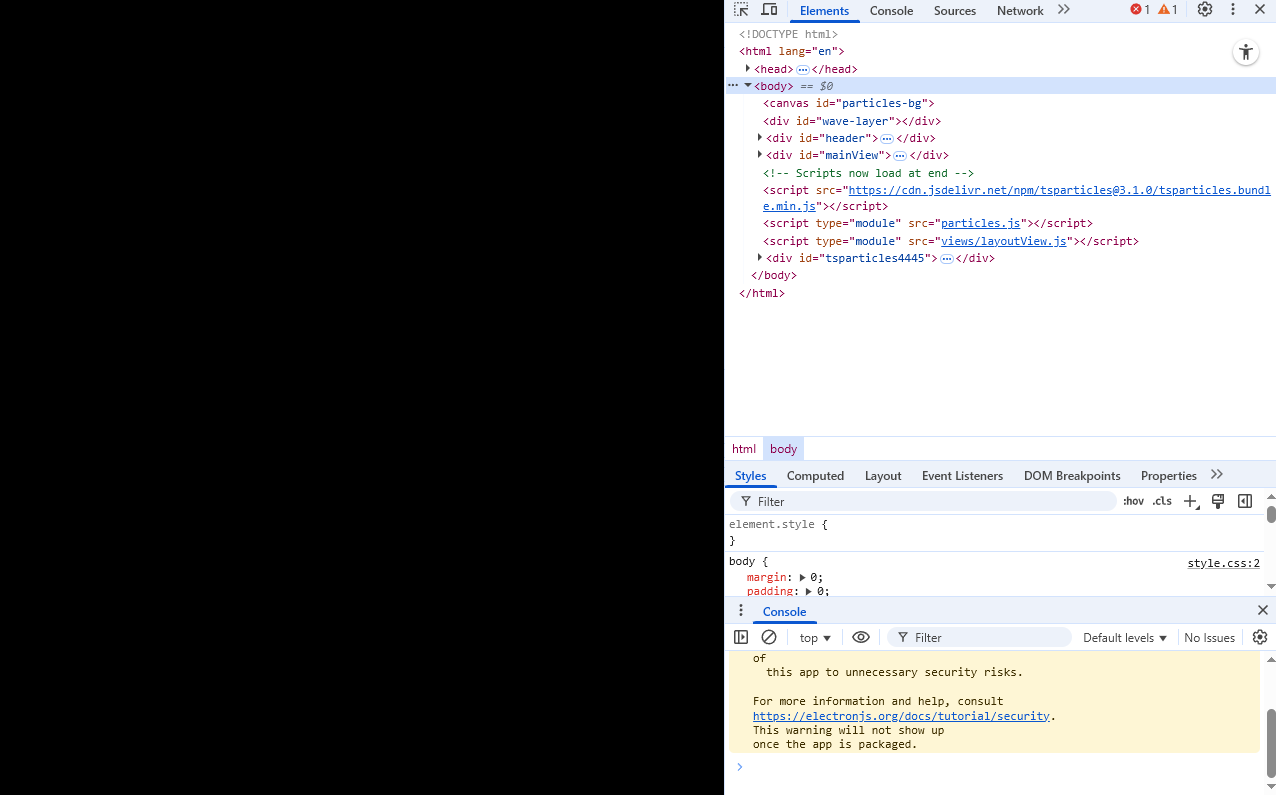 Elements Console Sources Network 1 1
<!DOCTYPE html>
<html lang="en">
<head> ••• </head>
••• <body> == $0
<canvas id="particles-bg">
<div id="wave-layer"></div>
<div id="header"> ••• </div>
<div id="mainView"> ••• </div>
<!-- Scripts now load at end -->
<script src="https://cdn.jsdelivr.net/npm/tsparticles@3.1.0/tsparticles.bundl
e.min.js"></script>
<script type="module" src="particles.js"></script>
<script type="module" src="views/layoutView.js"></script>
<div id="tsparticles4445"> ••• </div>
</body>
</html>
html body
Styles Computed Layout Event Listeners DOM Breakpoints Properties
Filter :hov .cls
element.style {
}
body { style.css:2
margin: 0;
padding: 0;
Console
top Filter Default levels No Issues
of
this app to unnecessary security risks.
For more information and help, consult
https://electronjs.org/docs/tutorial/security.
This warning will not show up
once the app is packaged.